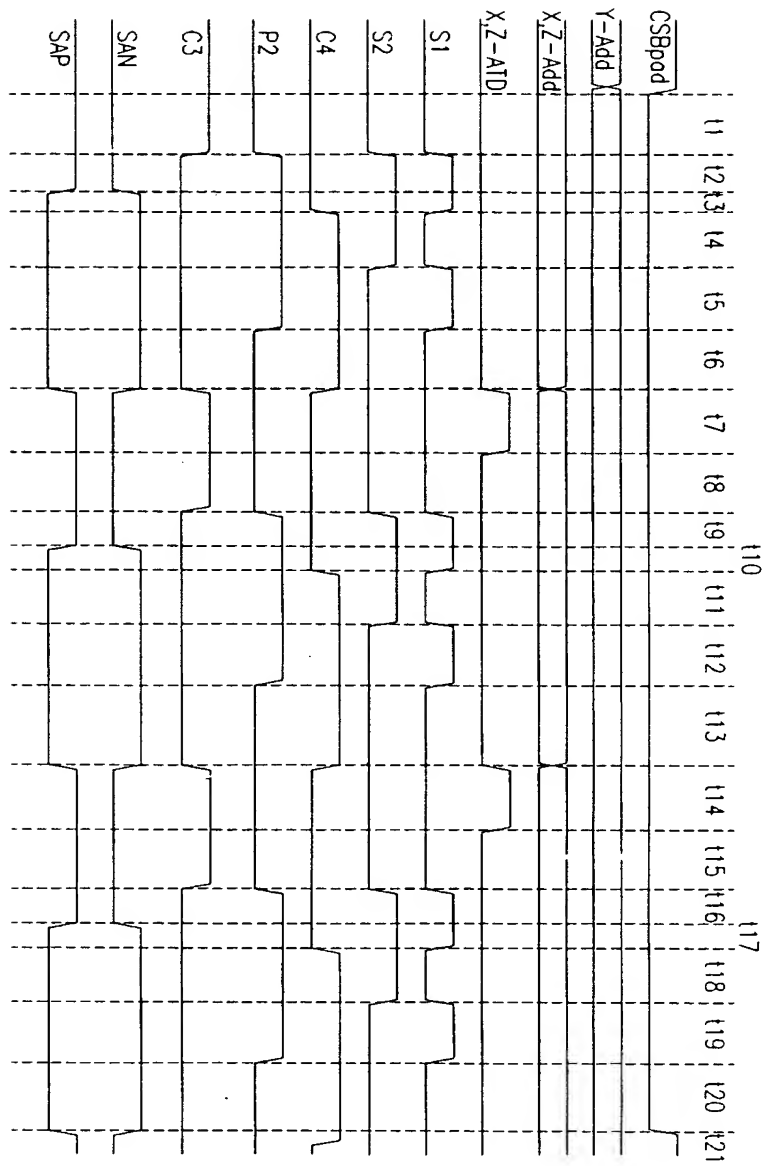 t1 t2 t3 t4 t5 t6 t7 t8 t9 t10 t11 t12 t13 t14 t15 t16 t17 t18 t19 t20 t21
CSBpad
Y-Add
X,Z-Add
X,Z-ATD
S1
S2
C4
P2
C3
SAN
SAP